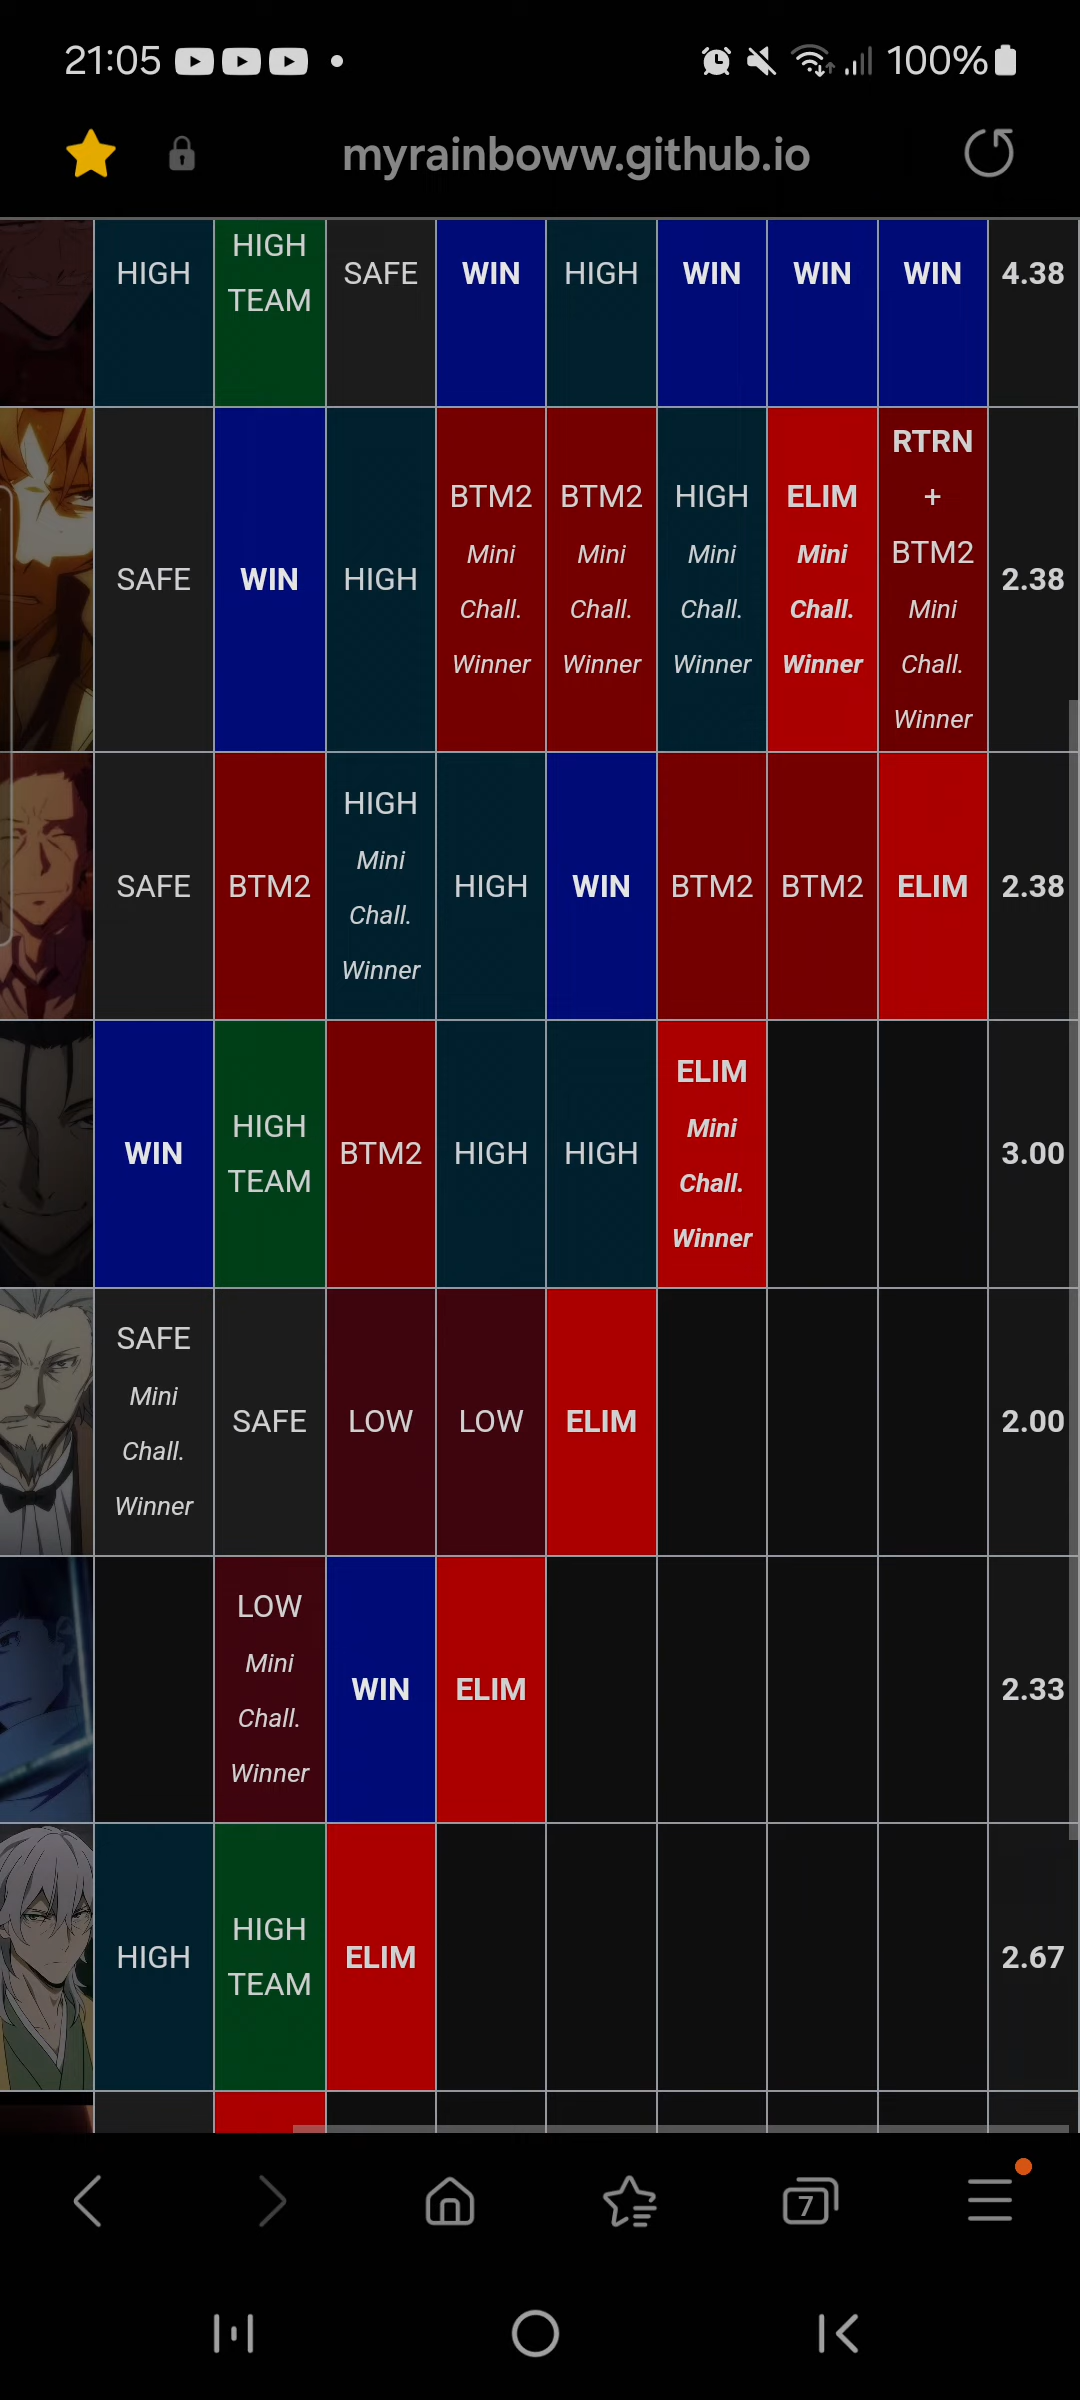 21:05 100%
myrainboww.github.io
HIGH HIGH TEAM SAFE WIN HIGH WIN WIN WIN 4.38
SAFE WIN HIGH BTM2 Mini Chall. Winner BTM2 Mini Chall. Winner HIGH Mini Chall. Winner ELIM Mini Chall. Winner RTRN + BTM2 Mini Chall. Winner 2.38
SAFE BTM2 HIGH Mini Chall. Winner HIGH WIN BTM2 BTM2 ELIM 2.38
WIN HIGH TEAM BTM2 HIGH HIGH ELIM Mini Chall. Winner 3.00
SAFE Mini Chall. Winner SAFE LOW LOW ELIM 2.00
LOW Mini Chall. Winner WIN ELIM 2.33
HIGH HIGH TEAM ELIM 2.67
7